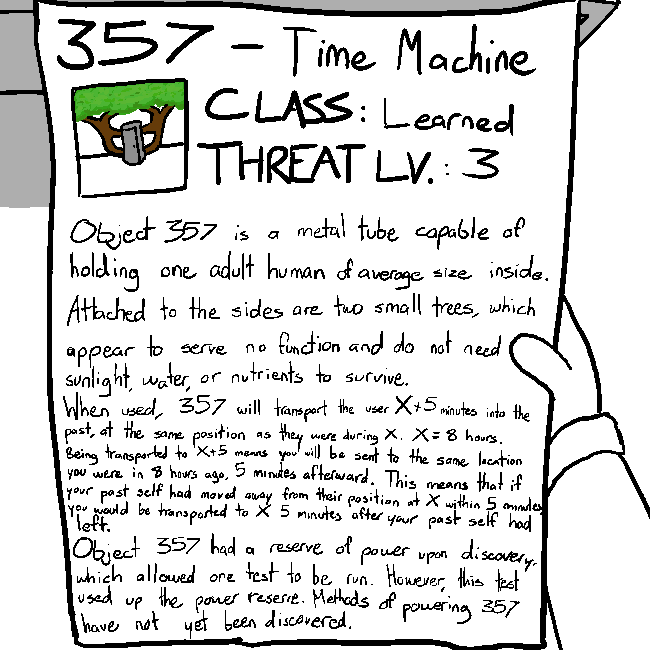 357 - Time Machine
CLASS: Learned
THREAT LV.: 3
Object 357 is a metal tube capable of
holding one adult human of average size inside.
Attached to the sides are two small trees, which
appear to serve no function and do not need
sunlight, water, or nutrients to survive.
When used, 357 will transport the user X+5 minutes into the
past, at the same position as they were during X. X= 8 hours.
Being transported to X+5 means you will be sent to the same location
you were in 8 hours ago, 5 minutes afterward. This means that if
your past self had moved away from their position at X within 5 minutes
you would be transported to X 5 minutes after your past self had
left.
Object 357 had a reserve of power upon discovery,
which allowed one test to be run. However, this test
used up the power reserve. Methods of powering 357
have not yet been discovered.